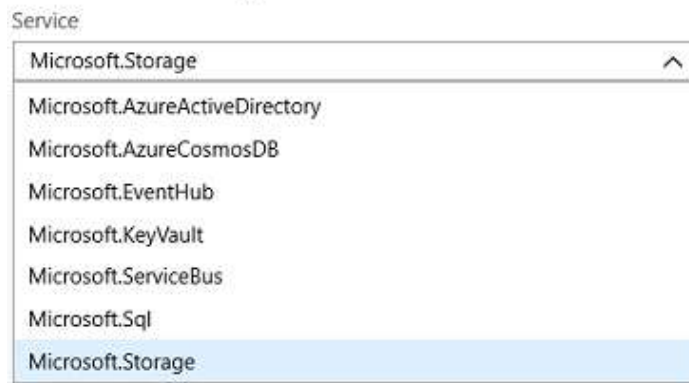 Service
Microsoft.Storage
Microsoft.AzureActiveDirectory
Microsoft.AzureCosmosDB
Microsoft.EventHub
Microsoft.KeyVault
Microsoft.ServiceBus
Microsoft.Sql
Microsoft.Storage